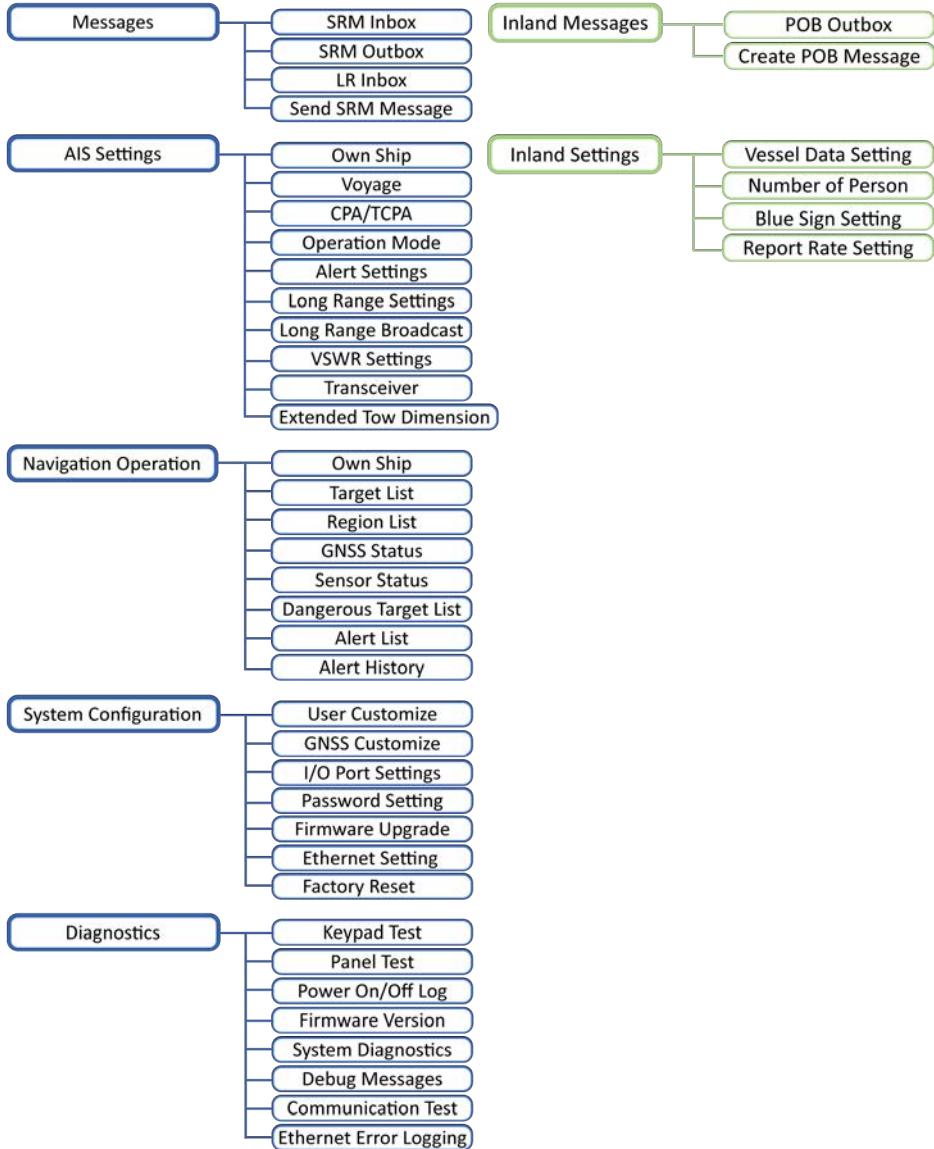 Messages
SRM Inbox
SRM Outbox
LR Inbox
Send SRM Message
Inland Messages
POB Outbox
Create POB Message
AIS Settings
Own Ship
Voyage
CPA/TCPA
Operation Mode
Alert Settings
Long Range Settings
Long Range Broadcast
VSWR Settings
Transceiver
Extended Tow Dimension
Inland Settings
Vessel Data Setting
Number of Person
Blue Sign Setting
Report Rate Setting
Navigation Operation
Own Ship
Target List
Region List
GNSS Status
Sensor Status
Dangerous Target List
Alert List
Alert History
System Configuration
User Customize
GNSS Customize
I/O Port Settings
Password Setting
Firmware Upgrade
Ethernet Setting
Factory Reset
Diagnostics
Keypad Test
Panel Test
Power On/Off Log
Firmware Version
System Diagnostics
Debug Messages
Communication Test
Ethernet Error Logging